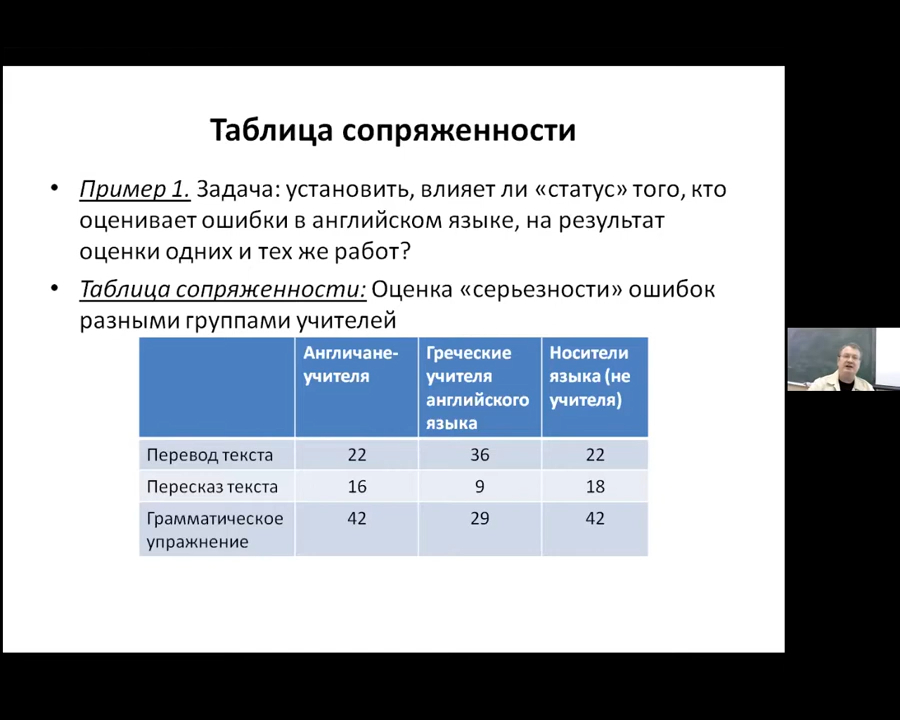 Таблица сопряженности
• Пример 1. Задача: установить, влияет ли «статус» того, кто
оценивает ошибки в английском языке, на результат
оценки одних и тех же работ?
• Таблица сопряженности: Оценка «серьезности» ошибок
разными группами учителей
Англичане-
учителя
Греческие
учителя
английского
языка
Носители
языка (не
учителя)
Перевод текста 22 36 22
Пересказ текста 16 9 18
Грамматическое 42 29 42
упражнение